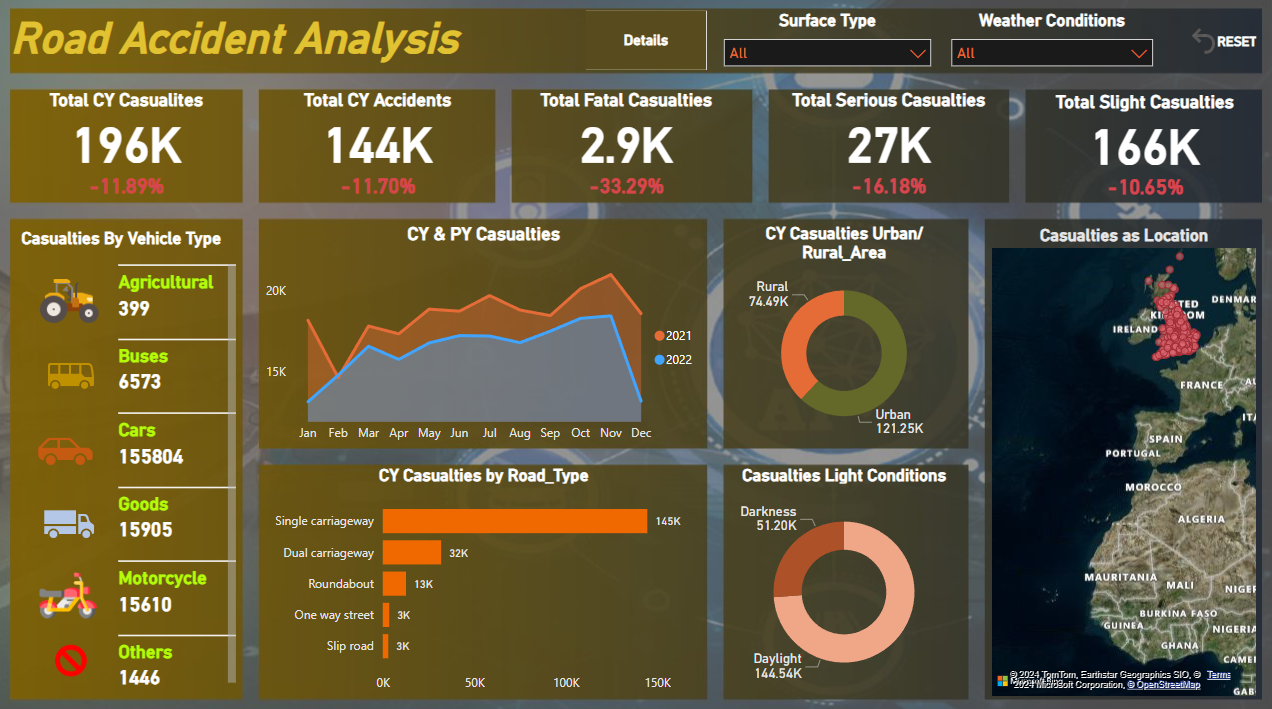 Road Accident Analysis
Details
Surface Type
All
Weather Conditions
All
RESET
Total CY Casualites
196K
-11.89%
Total CY Accidents
144K
-11.70%
Total Fatal Casualties
2.9K
-33.29%
Total Serious Casualties
27K
-16.18%
Total Slight Casualties
166K
-10.65%
Casualties By Vehicle Type
Agricultural
399
Buses
6573
Cars
155804
Goods
15905
Motorcycle
15610
Others
1446
CY & PY Casualties
20K
15K
Jan Feb Mar Apr May Jun Jul Aug Sep Oct Nov Dec
2021
2022
CY Casualties by Road_Type
Single carriageway 145K
Dual carriageway 32K
Roundabout 13K
One way street 3K
Slip road 3K
0K 50K 100K 150K
CY Casualties Urban/
Rural_Area
Rural
74.49K
Urban
121.25K
Casualties Light Conditions
Darkness
51.20K
Daylight
144.54K
Casualties as Location
DENMAR
KINGDOM
IRELAND
FRANCE
SPAIN
PORTUGAL
MOROCCO
ALGERIA
MAURITANIA
MALI
NIGER
BURKINA FASO
GUINEA
NIGERIA
GHANA
CAME
GAB
© 2024 TomTom, Earthstar Geographics SIO, © Terms
2024 Microsoft Corporation, © OpenStreetMap